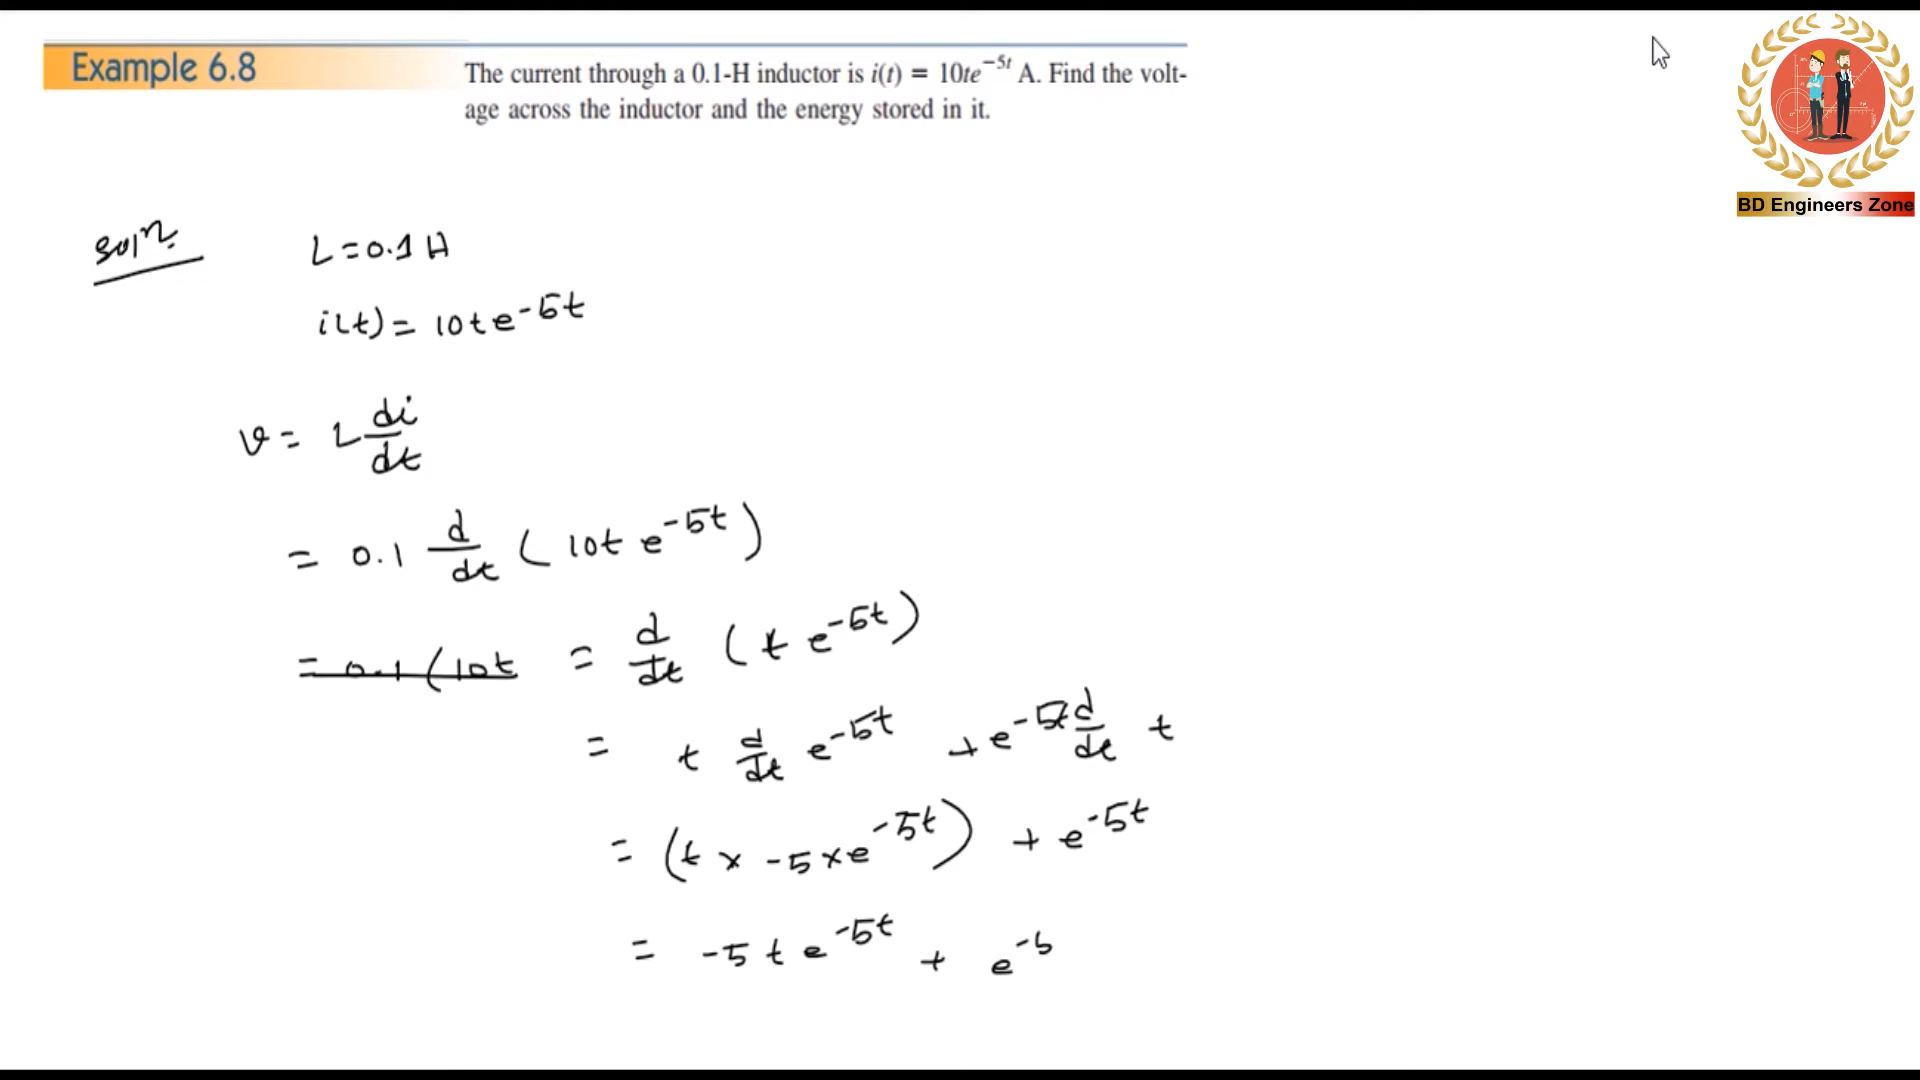 Example 6.8
The current through a 0.1-H inductor is i(t) = 10te^{-5t} A. Find the volt-
age across the inductor and the energy stored in it.
BD Engineers Zone
Solⁿ.
L = 0.1 H
i(t) = 10te^{-5t}
v = L di/dt
= 0.1 d/dt (10t e^{-5t})
= 0.1 (10t = d/dt (t e^{-5t})
= t d/dt e^{-5t} + e^{-5t} d/dt t
= (t × -5 × e^{-5t}) + e^{-5t}
= -5 t e^{-5t} + e^{-5